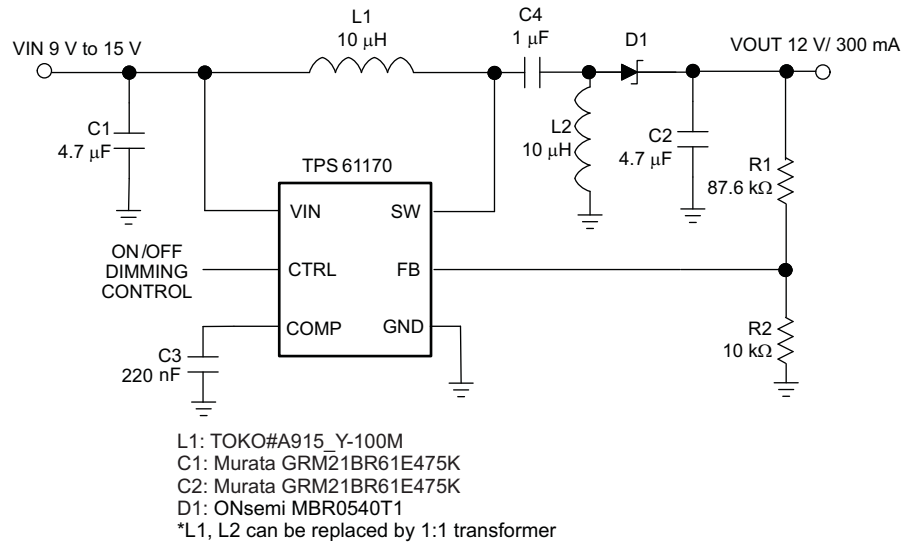 L1
10 μH
C4
1 μF
D1
VIN 9 V to 15 V
VOUT 12 V/ 300 mA
C1
4.7 μF
L2
10 μH
C2
4.7 μF
R1
87.6 kΩ
TPS61170
VIN
SW
ON/OFF
DIMMING
CONTROL
CTRL
FB
COMP
GND
C3
220 nF
R2
10 kΩ
L1: TOKO#A915_Y-100M
C1: Murata GRM21BR61E475K
C2: Murata GRM21BR61E475K
D1: ONsemi MBR0540T1
*L1, L2 can be replaced by 1:1 transformer